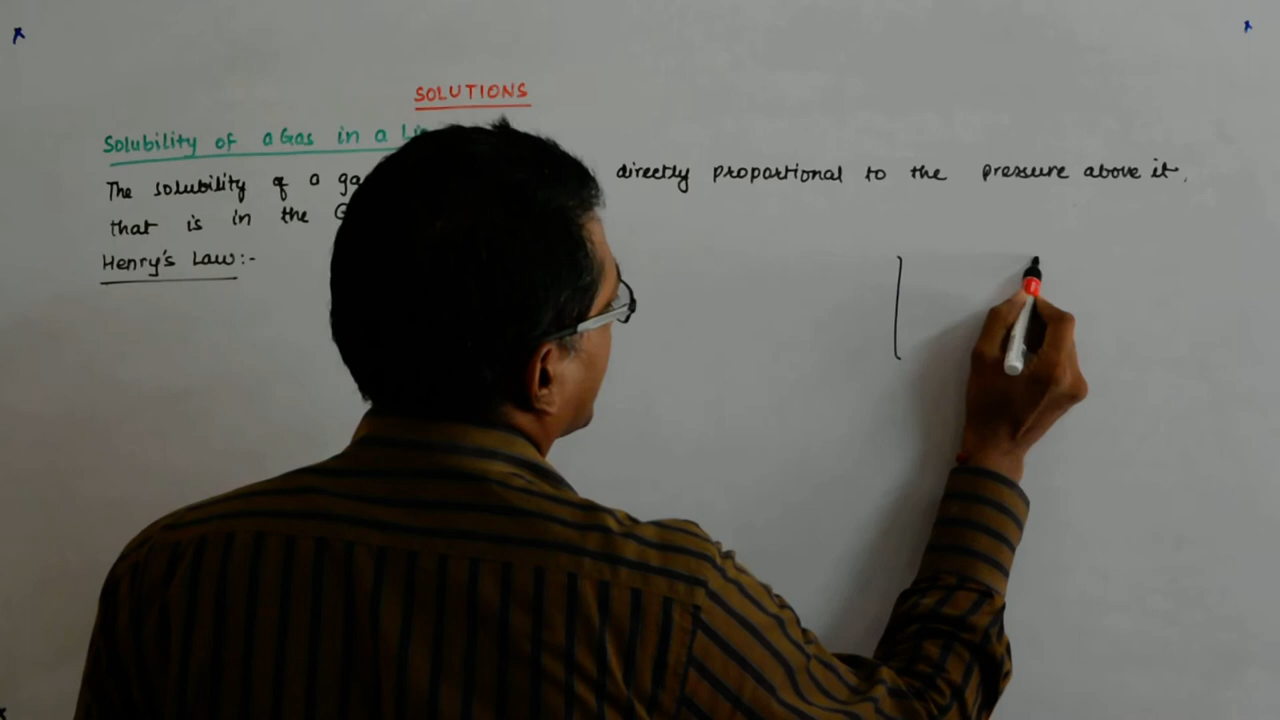 SOLUTIONS
Solubility of a Gas in a
The solubility of a directly proportional to the pressure above it,
that is in the
Henry's Law:-